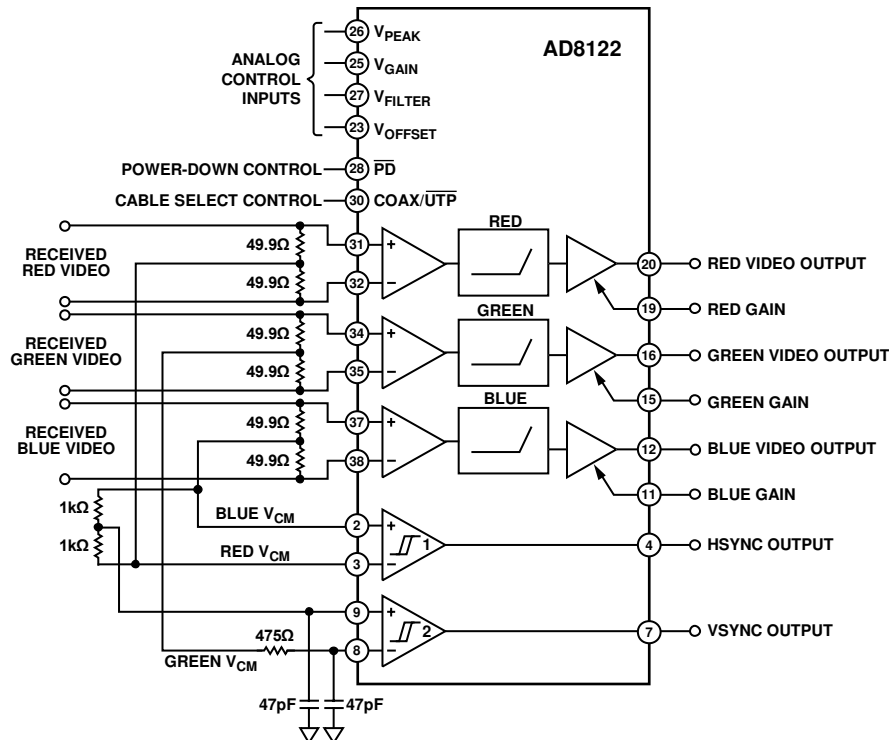 AD8122
ANALOG
CONTROL
INPUTS
26 VPEAK
25 VGAIN
27 VFILTER
23 VOFFSET
POWER-DOWN CONTROL 28 PD
CABLE SELECT CONTROL 30 COAX/UTP
RECEIVED
RED VIDEO
49.9Ω
49.9Ω
31 +
32 −
RED
20 RED VIDEO OUTPUT
19 RED GAIN
RECEIVED
GREEN VIDEO
49.9Ω
49.9Ω
34 +
35 −
GREEN
16 GREEN VIDEO OUTPUT
15 GREEN GAIN
RECEIVED
BLUE VIDEO
49.9Ω
49.9Ω
37 +
38 −
BLUE
12 BLUE VIDEO OUTPUT
11 BLUE GAIN
1kΩ
1kΩ
BLUE VCM 2 + 1
RED VCM 3 −
4 HSYNC OUTPUT
9 + 2
475Ω
GREEN VCM 8 −
7 VSYNC OUTPUT
47pF 47pF